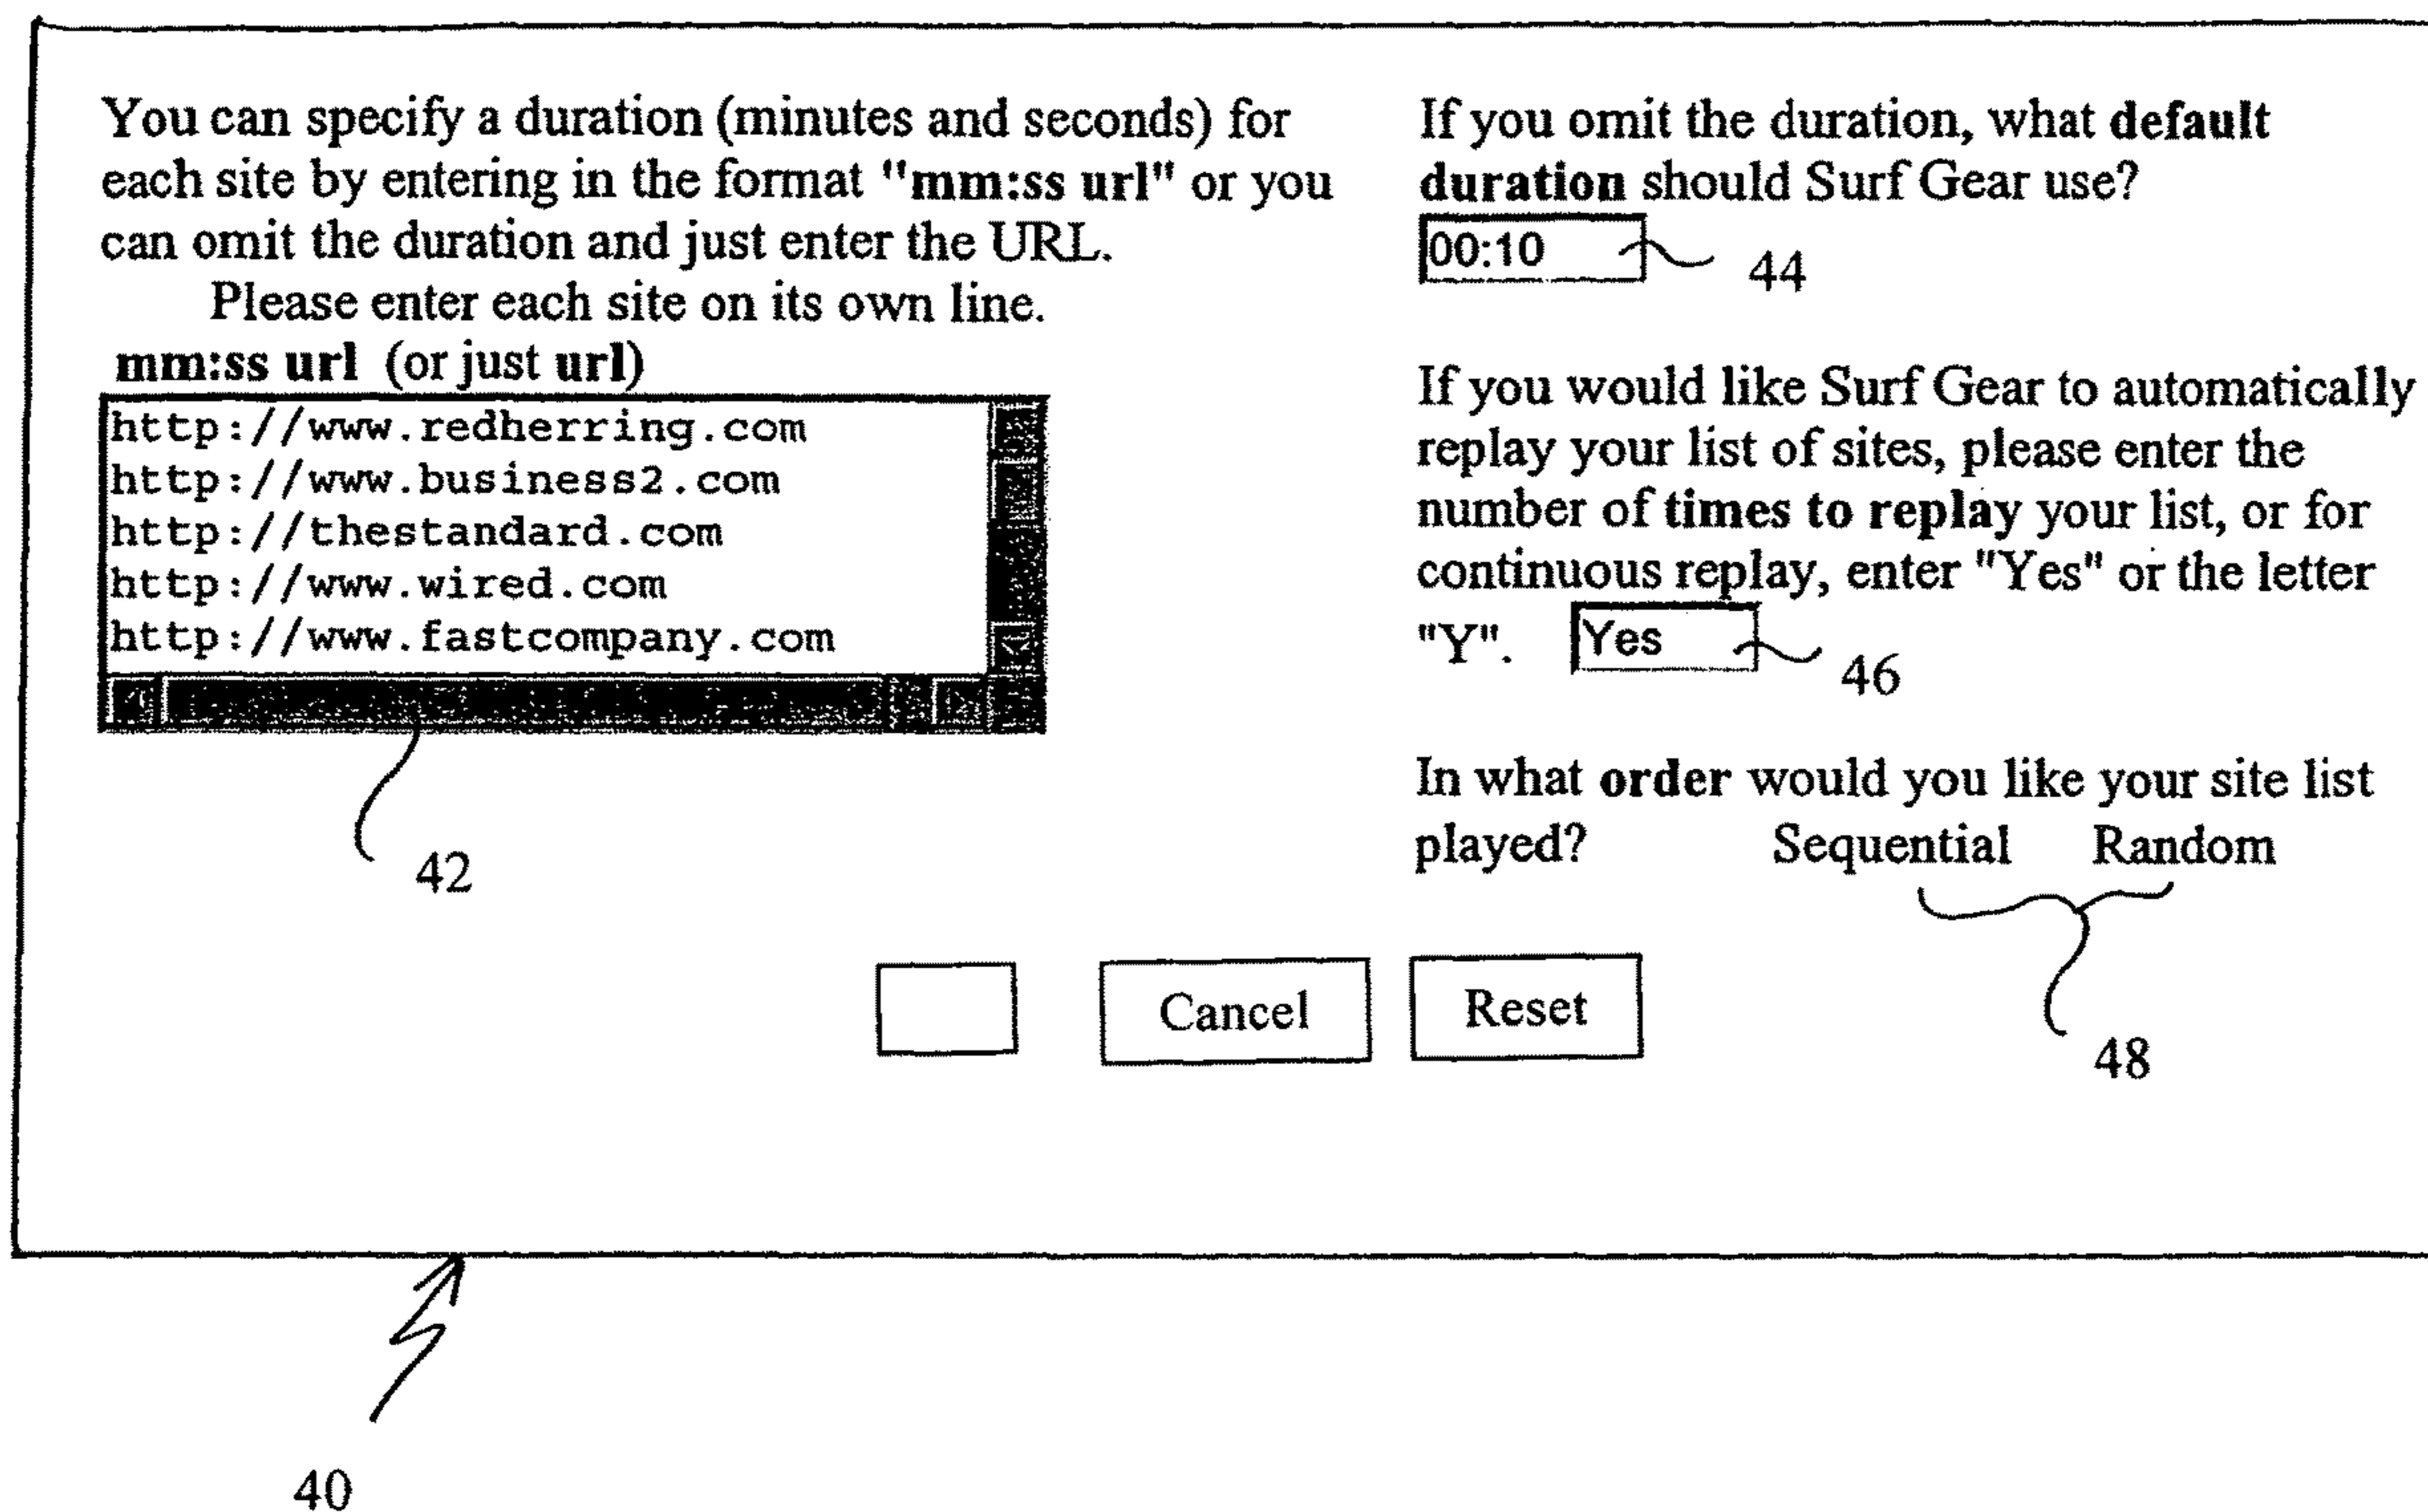 You can specify a duration (minutes and seconds) for
each site by entering in the format "mm:ss url" or you
can omit the duration and just enter the URL.
Please enter each site on its own line.
mm:ss url (or just url)
http://www.redherring.com
http://www.business2.com
http://thestandard.com
http://www.wired.com
http://www.fastcompany.com
42
If you omit the duration, what default
duration should Surf Gear use?
00:10
44
If you would like Surf Gear to automatically
replay your list of sites, please enter the
number of times to replay your list, or for
continuous replay, enter "Yes" or the letter
"Y". Yes
46
In what order would you like your site list
played? Sequential Random
48
Cancel Reset
40